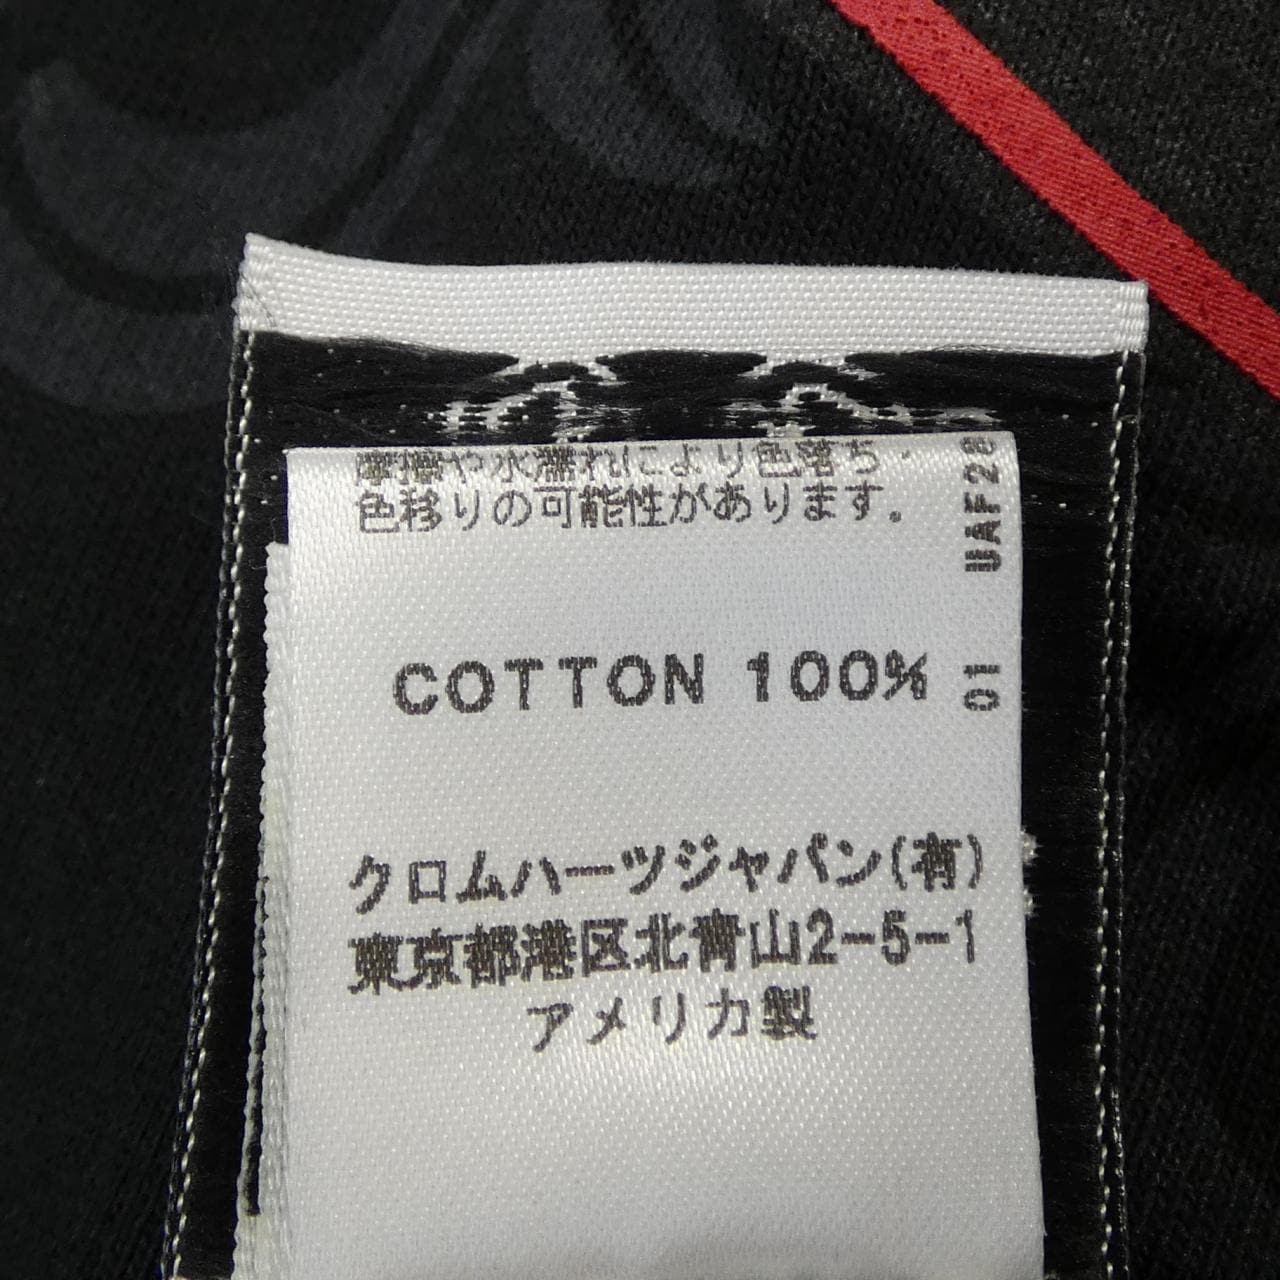 摩擦や水濡れにより色落ち・
色移りの可能性があります。
UAF28
COTTON 100%
01
クロムハーツジャパン(有)
東京都港区北青山2-5-1
アメリカ製